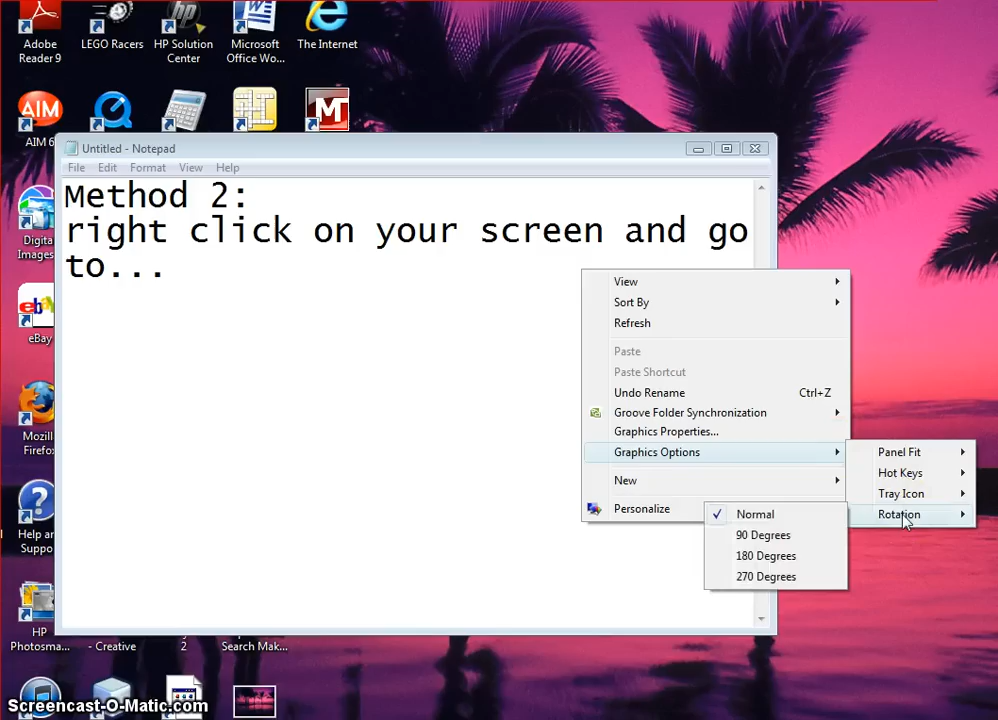 Adobe
Reader 9
LEGO Racers
HP Solution
Center
Microsoft
Office Wo...
The Internet
AIM
AIM 6
M
Untitled - Notepad
File Edit Format View Help
Method 2:
right click on your screen and go
to...
Digita
Images
eBay
Mozil
Firefo
Help an
Suppo
HP
Photosma...
- Creative
2
Search Mak...
View
Sort By
Refresh
Paste
Paste Shortcut
Undo Rename Ctrl+Z
Groove Folder Synchronization
Graphics Properties...
Graphics Options
New
Personalize
Panel Fit
Hot Keys
Tray Icon
Rotation
Normal
90 Degrees
180 Degrees
270 Degrees
Screencast-O-Matic.com